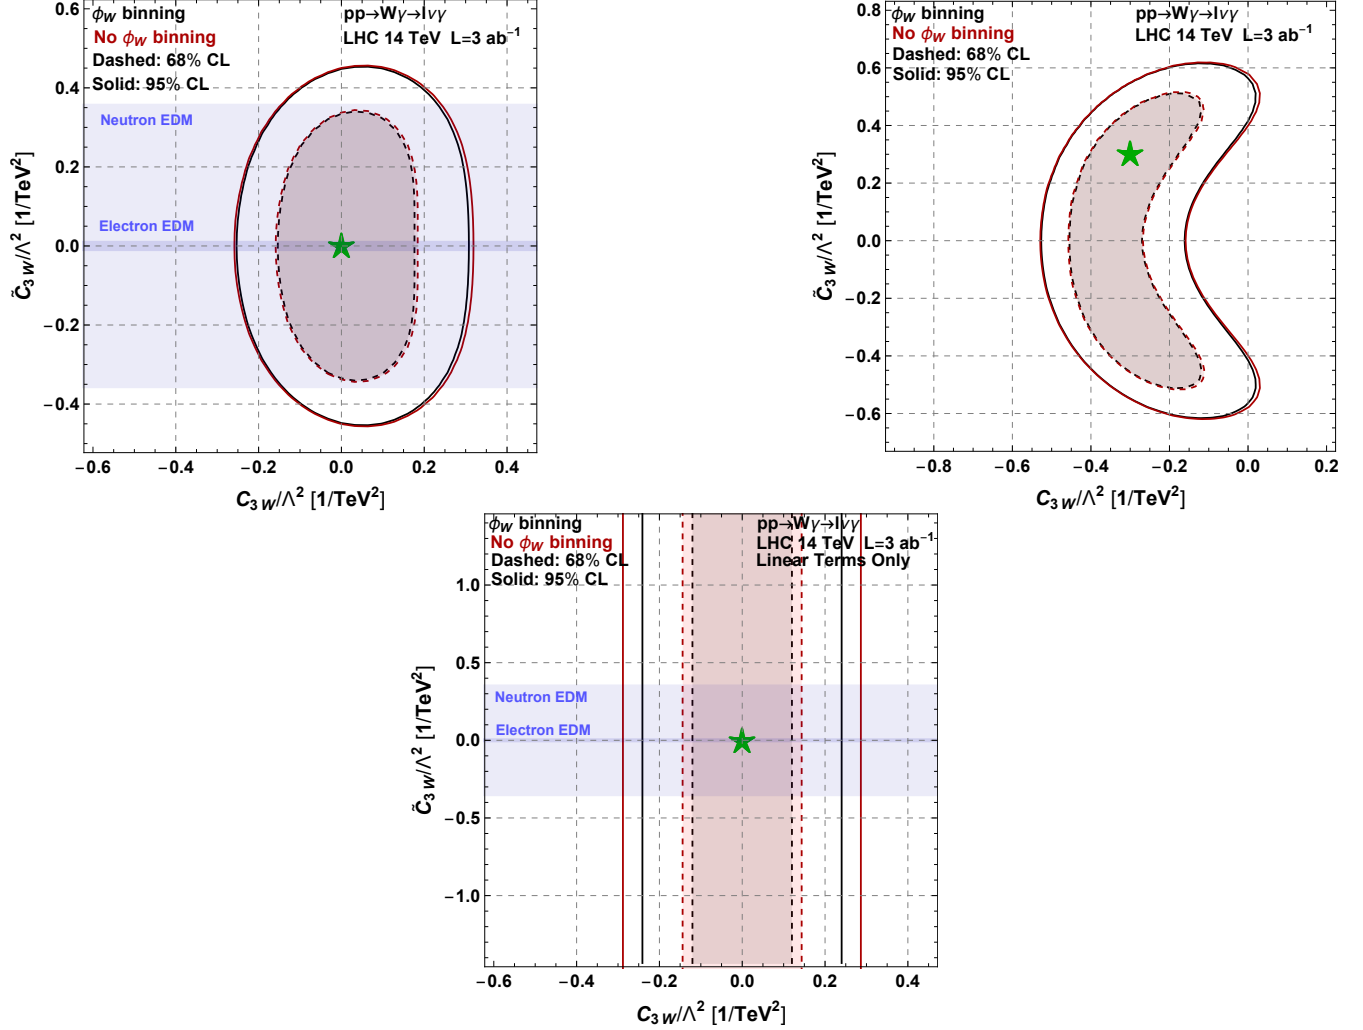 ϕW binning
No ϕW binning
Dashed: 68% CL
Solid: 95% CL
pp→Wγ→lνγ
LHC 14 TeV L=3 ab⁻¹
Neutron EDM
Electron EDM
0.6
0.4
0.2
0.0
−0.2
−0.4
C̃3W/Λ² [1/TeV²]
−0.6 −0.4 −0.2 0.0 0.2 0.4
C3W/Λ² [1/TeV²]
ϕW binning
No ϕW binning
Dashed: 68% CL
Solid: 95% CL
pp→Wγ→lνγ
LHC 14 TeV L=3 ab⁻¹
0.8
0.6
0.4
0.2
0.0
−0.2
−0.4
−0.6
C̃3W/Λ² [1/TeV²]
−0.8 −0.6 −0.4 −0.2 0.0 0.2
C3W/Λ² [1/TeV²]
ϕW binning
No ϕW binning
Dashed: 68% CL
Solid: 95% CL
pp→Wγ→lνγ
LHC 14 TeV L=3 ab⁻¹
Linear Terms Only
Neutron EDM
Electron EDM
1.0
0.5
0.0
−0.5
−1.0
C̃3W/Λ² [1/TeV²]
−0.6 −0.4 −0.2 0.0 0.2 0.4
C3W/Λ² [1/TeV²]